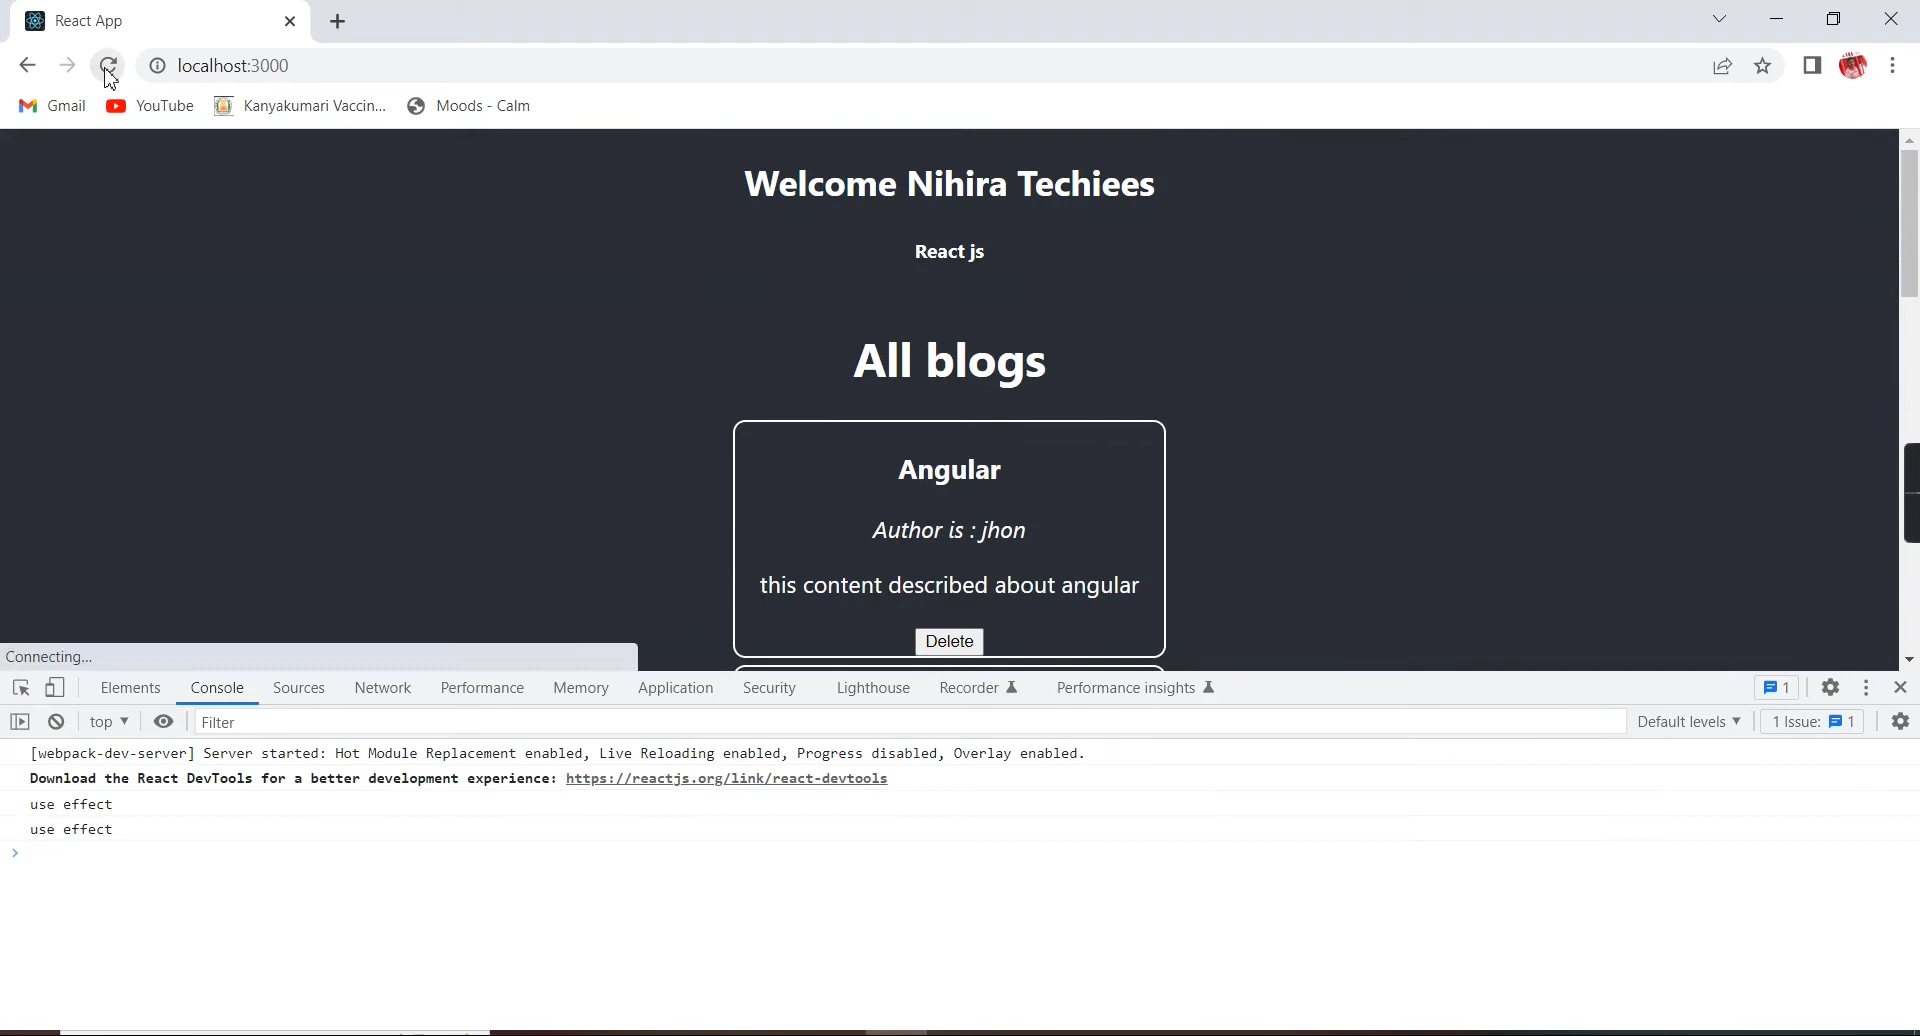 React App
localhost:3000
Gmail YouTube Kanyakumari Vaccin... Moods - Calm
Welcome Nihira Techiees
React js
All blogs
Angular
Author is : jhon
this content described about angular
Delete
Connecting...
Elements Console Sources Network Performance Memory Application Security Lighthouse Recorder Performance insights 1
top Filter Default levels 1 Issue: 1
[webpack-dev-server] Server started: Hot Module Replacement enabled, Live Reloading enabled, Progress disabled, Overlay enabled.
Download the React DevTools for a better development experience: https://reactjs.org/link/react-devtools
use effect
use effect